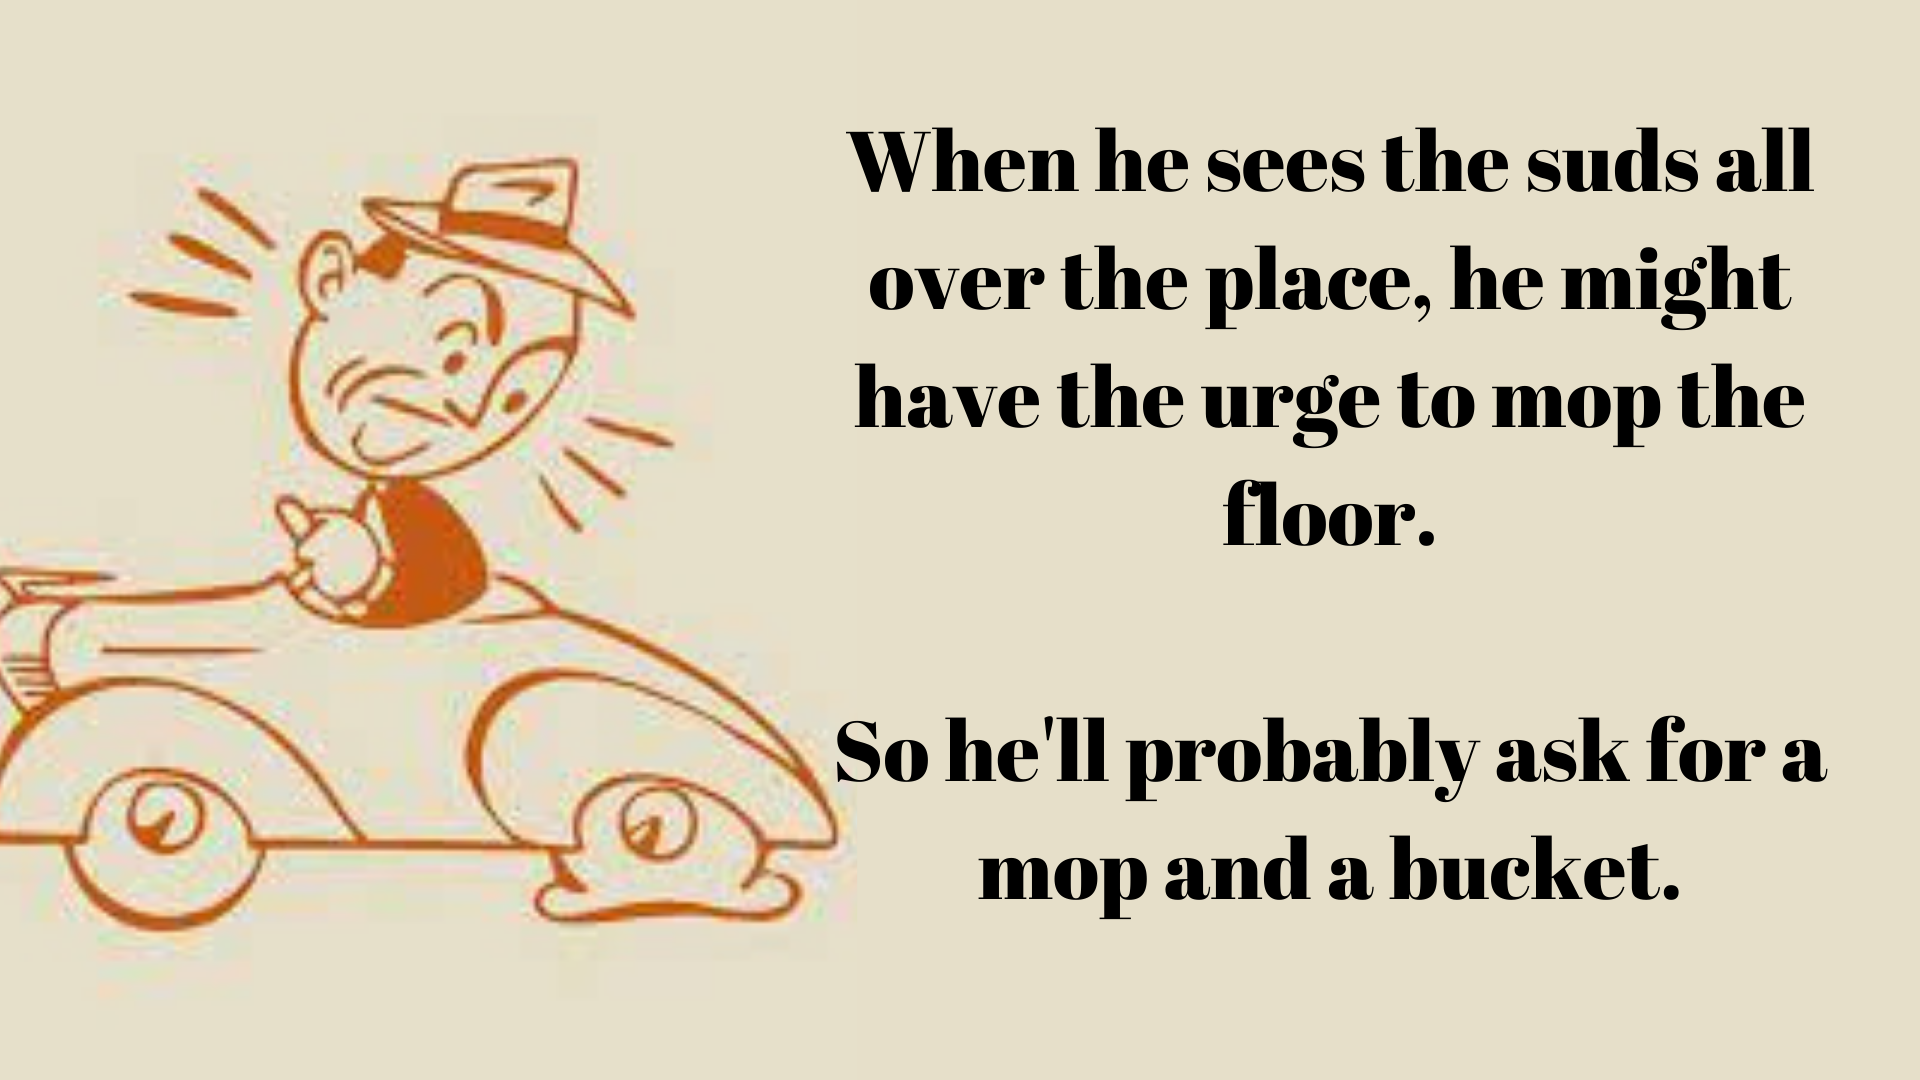 When he sees the suds all
over the place, he might
have the urge to mop the
floor.
So he'll probably ask for a
mop and a bucket.